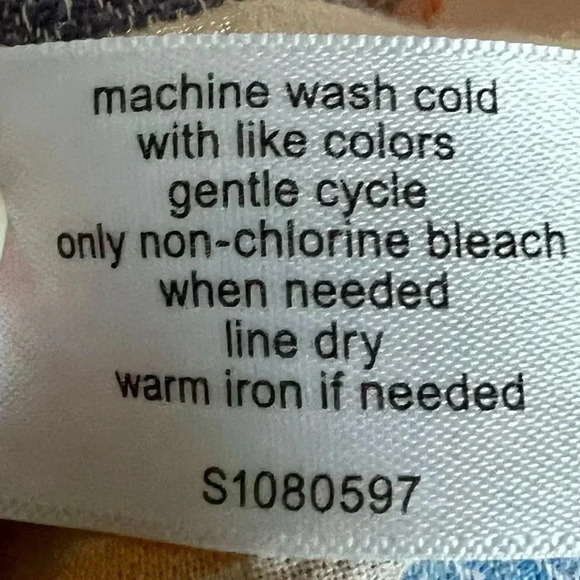 machine wash cold
with like colors
gentle cycle
only non-chlorine bleach
when needed
line dry
warm iron if needed
S1080597